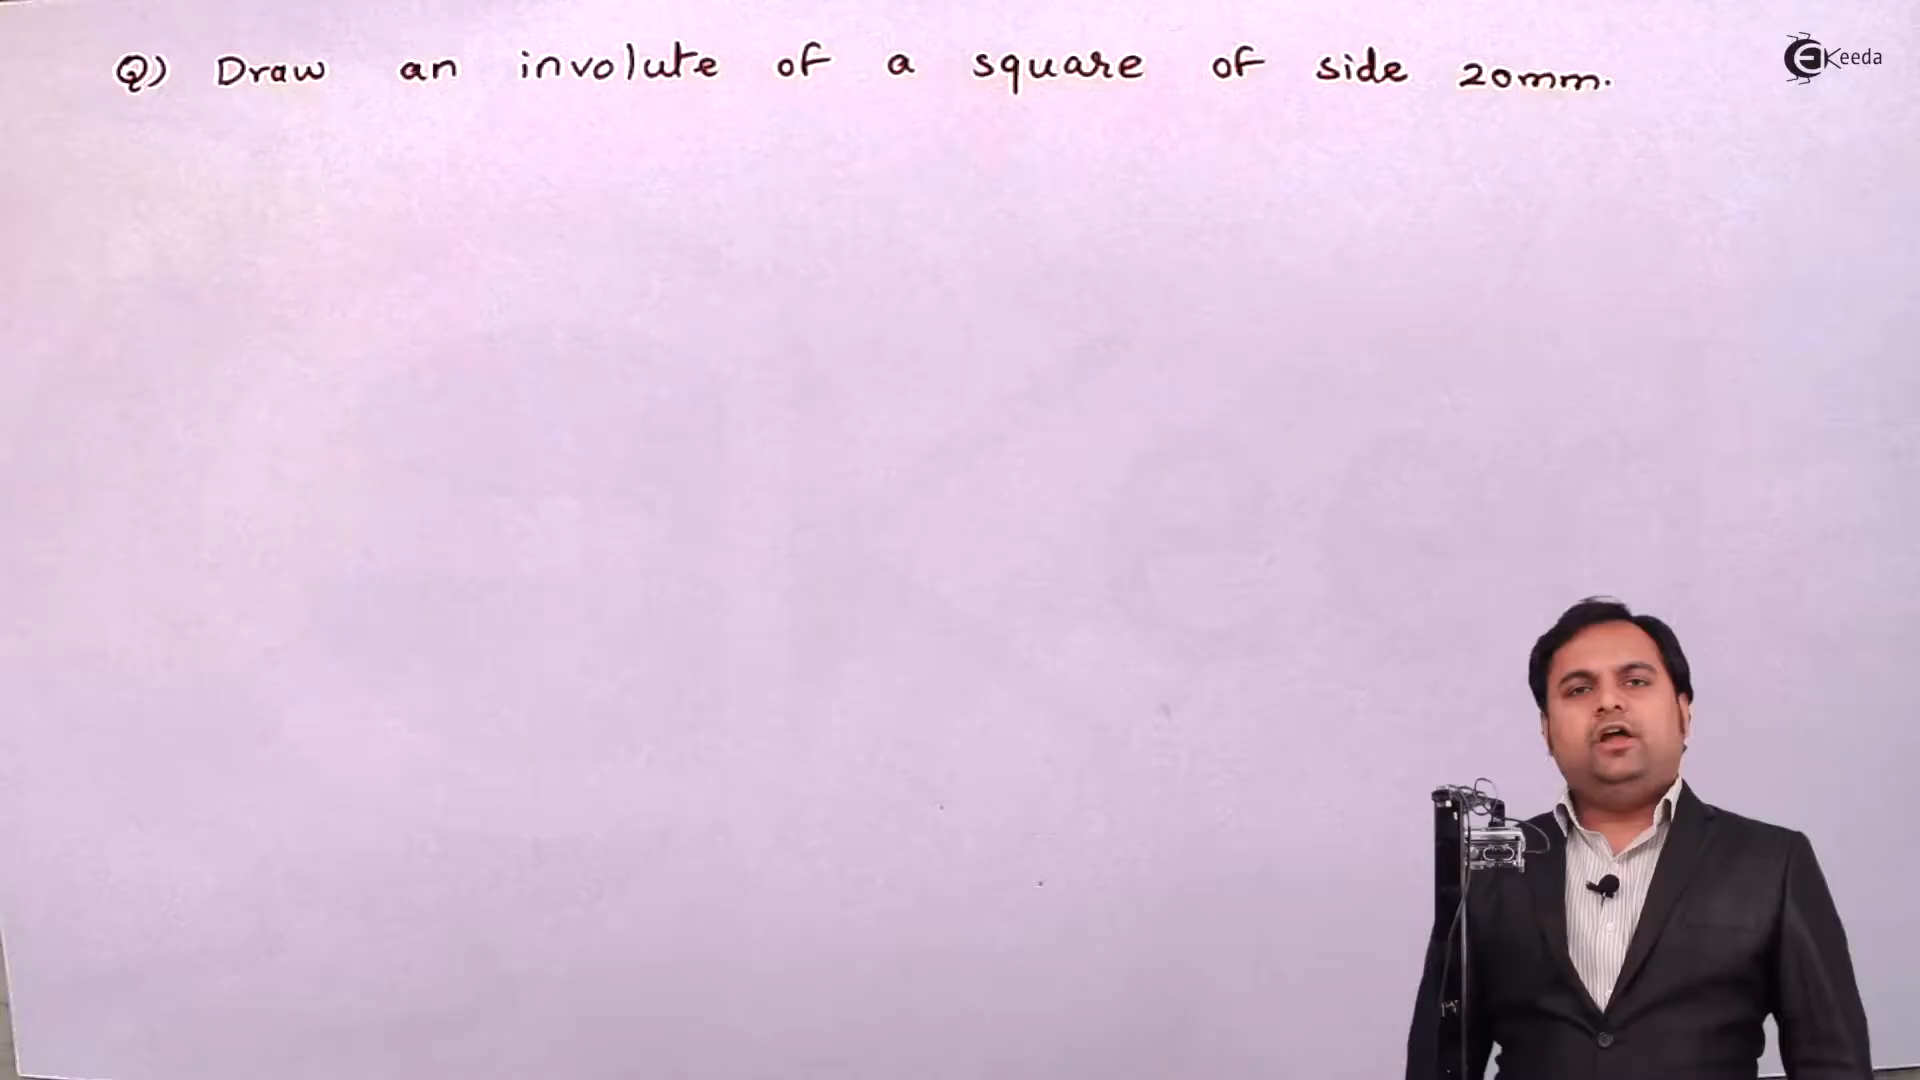 Q) Draw an involute of a square of side 20mm.
EKeeda